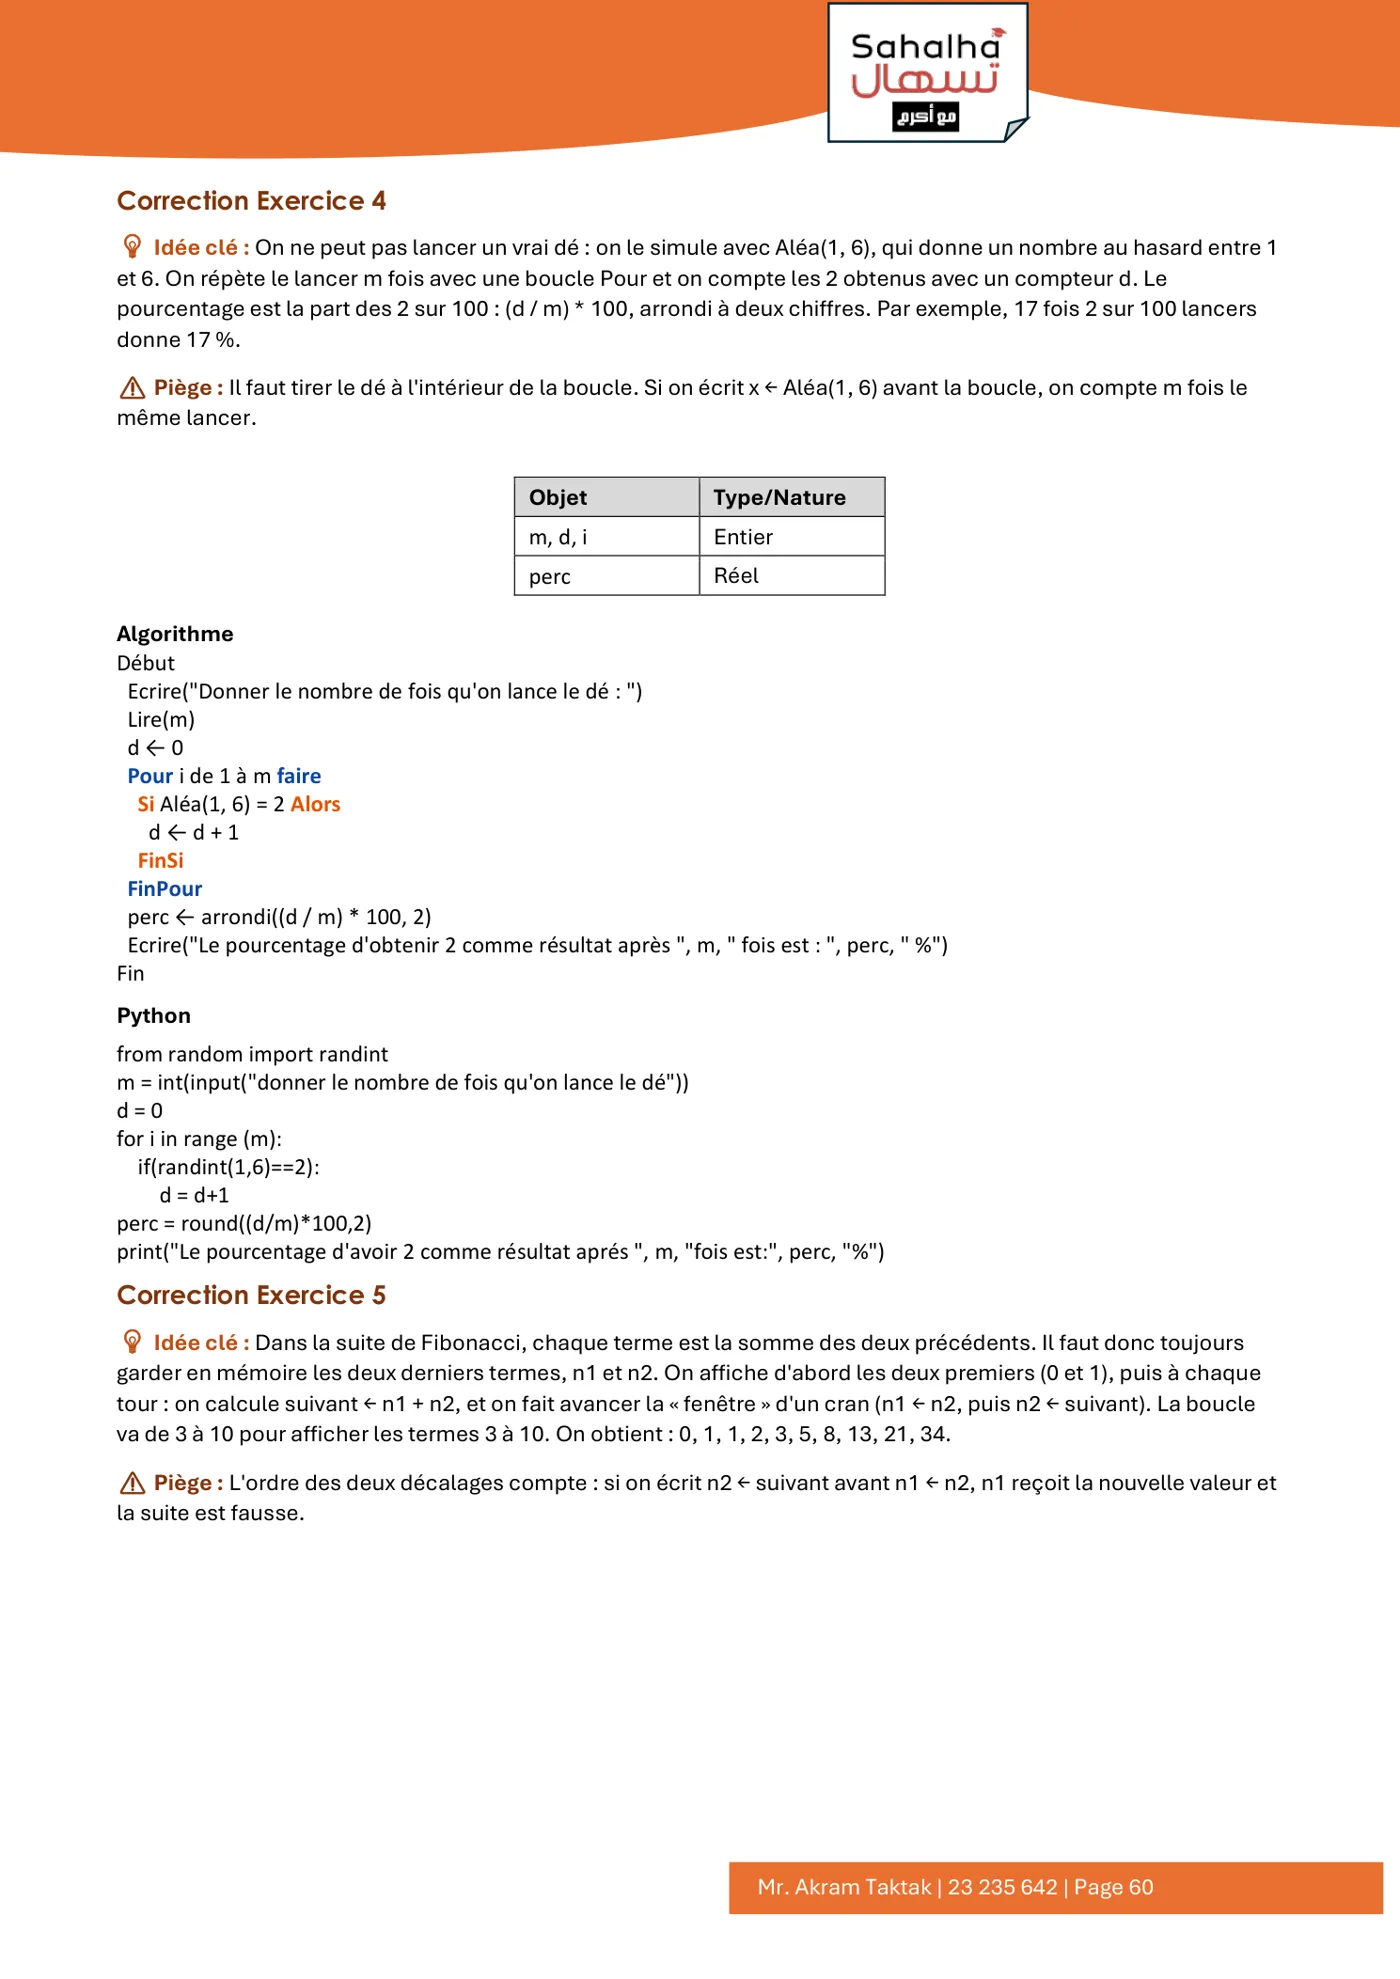 Sahalha
تسهال
مع أكرم
Correction Exercice 4
Idée clé : On ne peut pas lancer un vrai dé : on le simule avec Aléa(1, 6), qui donne un nombre au hasard entre 1
et 6. On répète le lancer m fois avec une boucle Pour et on compte les 2 obtenus avec un compteur d. Le
pourcentage est la part des 2 sur 100 : (d / m) * 100, arrondi à deux chiffres. Par exemple, 17 fois 2 sur 100 lancers
donne 17 %.
Piège : Il faut tirer le dé à l'intérieur de la boucle. Si on écrit x ← Aléa(1, 6) avant la boucle, on compte m fois le
même lancer.
Objet Type/Nature
m, d, i Entier
perc Réel
Algorithme
Début
Ecrire("Donner le nombre de fois qu'on lance le dé : ")
Lire(m)
d ← 0
Pour i de 1 à m faire
Si Aléa(1, 6) = 2 Alors
d ← d + 1
FinSi
FinPour
perc ← arrondi((d / m) * 100, 2)
Ecrire("Le pourcentage d'obtenir 2 comme résultat après ", m, " fois est : ", perc, " %")
Fin
Python
from random import randint
m = int(input("donner le nombre de fois qu'on lance le dé"))
d = 0
for i in range (m):
if(randint(1,6)==2):
d = d+1
perc = round((d/m)*100,2)
print("Le pourcentage d'avoir 2 comme résultat aprés ", m, "fois est:", perc, "%")
Correction Exercice 5
Idée clé : Dans la suite de Fibonacci, chaque terme est la somme des deux précédents. Il faut donc toujours
garder en mémoire les deux derniers termes, n1 et n2. On affiche d'abord les deux premiers (0 et 1), puis à chaque
tour : on calcule suivant ← n1 + n2, et on fait avancer la « fenêtre » d'un cran (n1 ← n2, puis n2 ← suivant). La boucle
va de 3 à 10 pour afficher les termes 3 à 10. On obtient : 0, 1, 1, 2, 3, 5, 8, 13, 21, 34.
Piège : L'ordre des deux décalages compte : si on écrit n2 ← suivant avant n1 ← n2, n1 reçoit la nouvelle valeur et
la suite est fausse.
Mr. Akram Taktak | 23 235 642 | Page 60